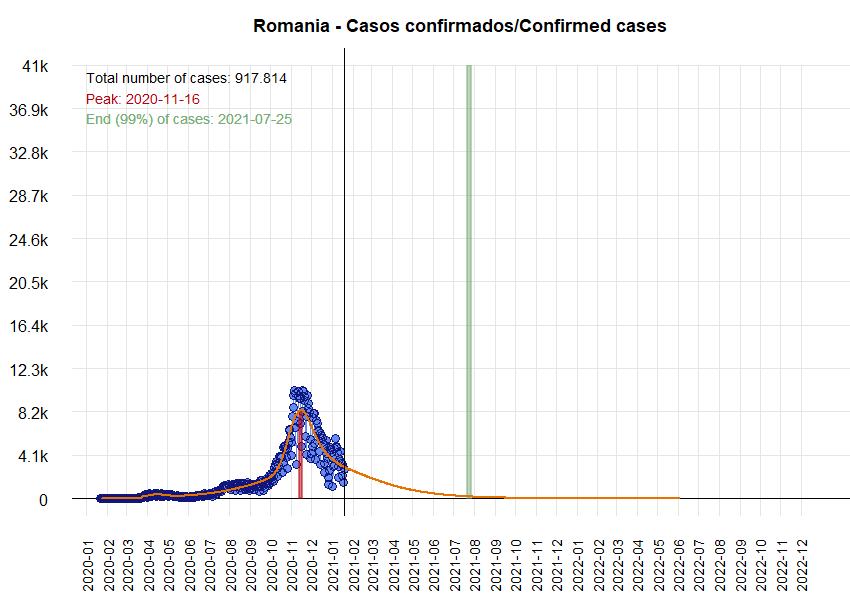 Romania - Casos confirmados/Confirmed cases
Total number of cases: 917.814
Peak: 2020-11-16
End (99%) of cases: 2021-07-25
41k
36.9k
32.8k
28.7k
24.6k
20.5k
16.4k
12.3k
8.2k
4.1k
0
2020-01
2020-02
2020-03
2020-04
2020-05
2020-06
2020-07
2020-08
2020-09
2020-10
2020-11
2020-12
2021-01
2021-02
2021-03
2021-04
2021-05
2021-06
2021-07
2021-08
2021-09
2021-10
2021-11
2021-12
2022-01
2022-02
2022-03
2022-04
2022-05
2022-06
2022-07
2022-08
2022-09
2022-10
2022-11
2022-12